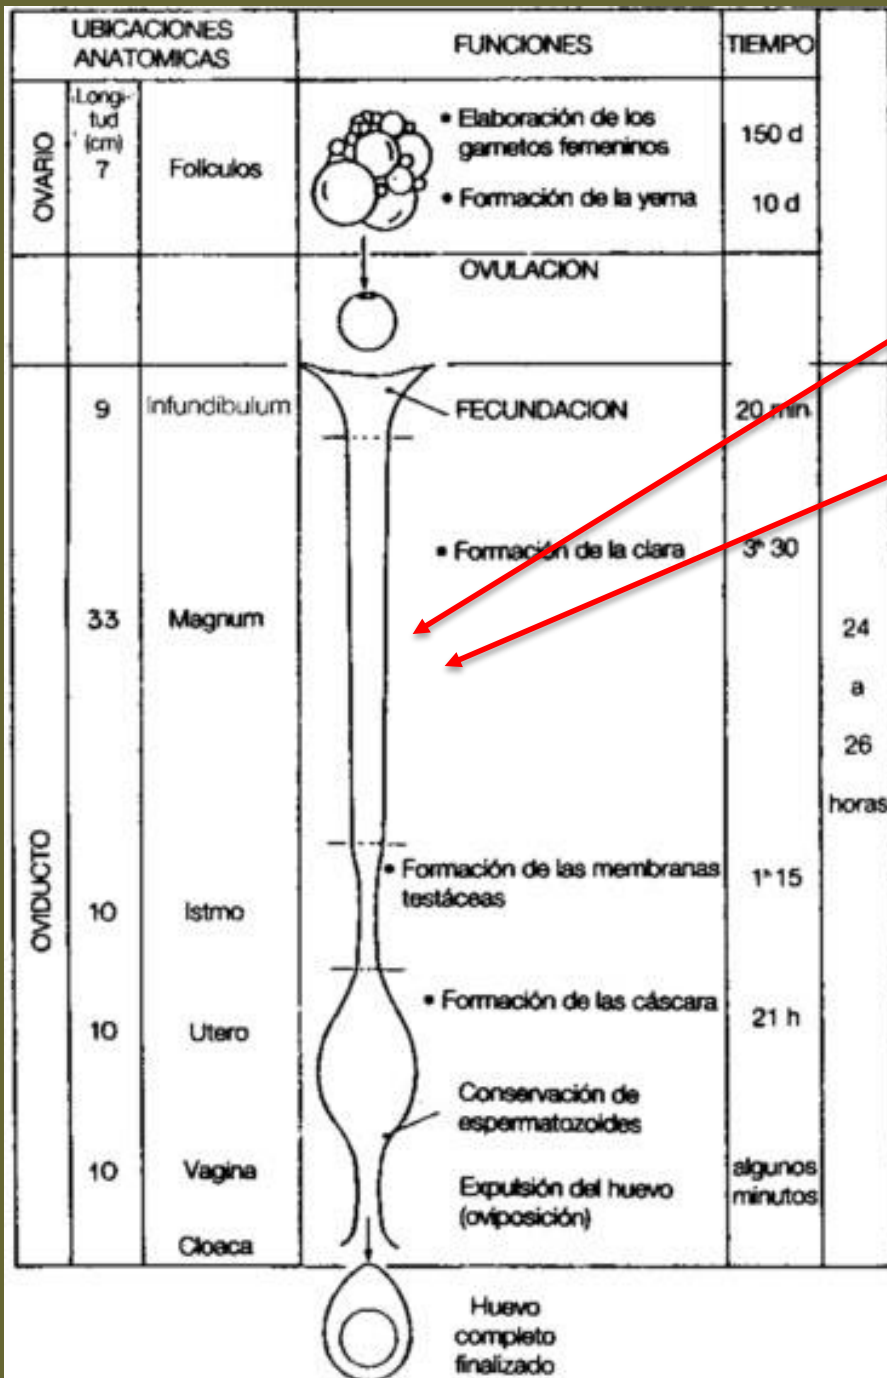 UBICACIONES
ANATOMICAS
FUNCIONES
TIEMPO
OVARIO
Longi-
tud
(cm)
7
Folículos
• Elaboración de los
gametos femeninos
150 d
• Formación de la yema
10 d
OVULACION
OVIDUCTO
9
Infundibulum
FECUNDACION
20 min
• Formación de la clara
3ʰ 30
33
Magnum
24
a
26
horas
• Formación de las membranas
testáceas
1ʰ 15
10
Istmo
• Formación de las cáscara
21 h
10
Utero
Conservación de
espermatozoides
10
Vagina
Expulsión del huevo
(oviposición)
algunos
minutos
Cloaca
Huevo
completo
finalizado